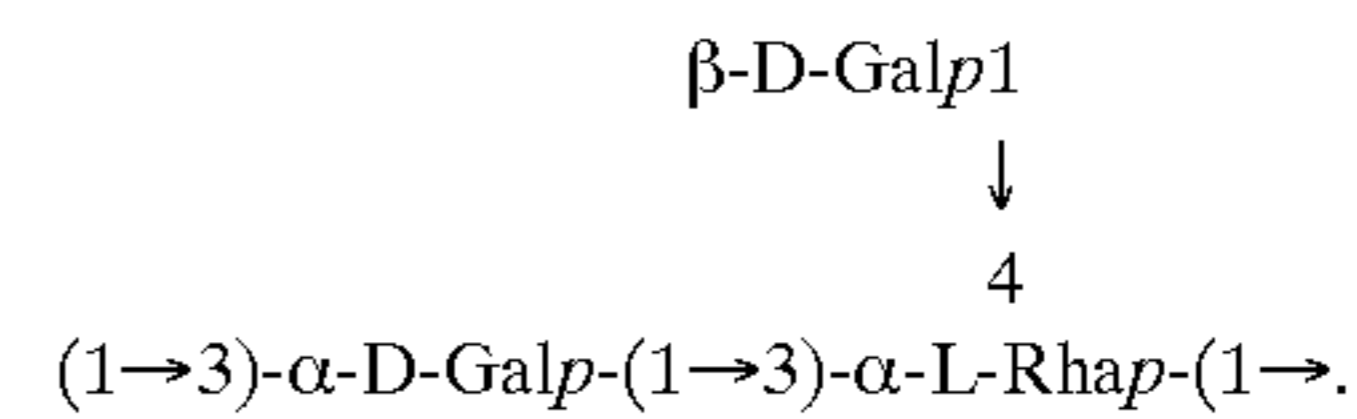 β-D-Galp1
↓
4
(1→3)-α-D-Galp-(1→3)-α-L-Rhap-(1→.